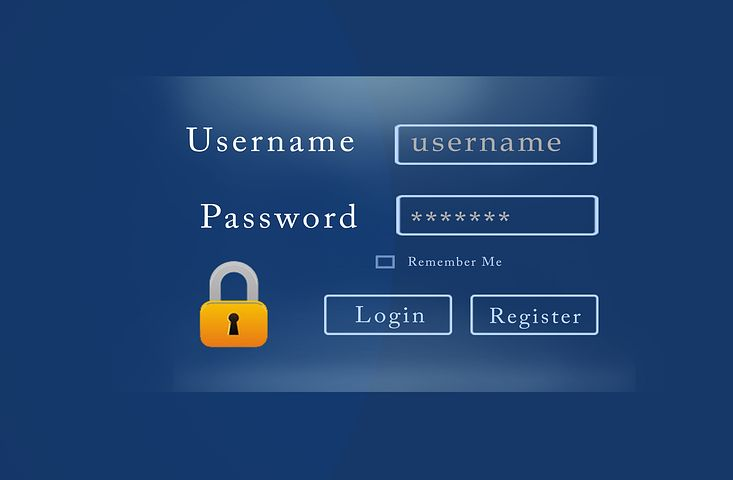 Username username
Password *******
Remember Me
Login Register